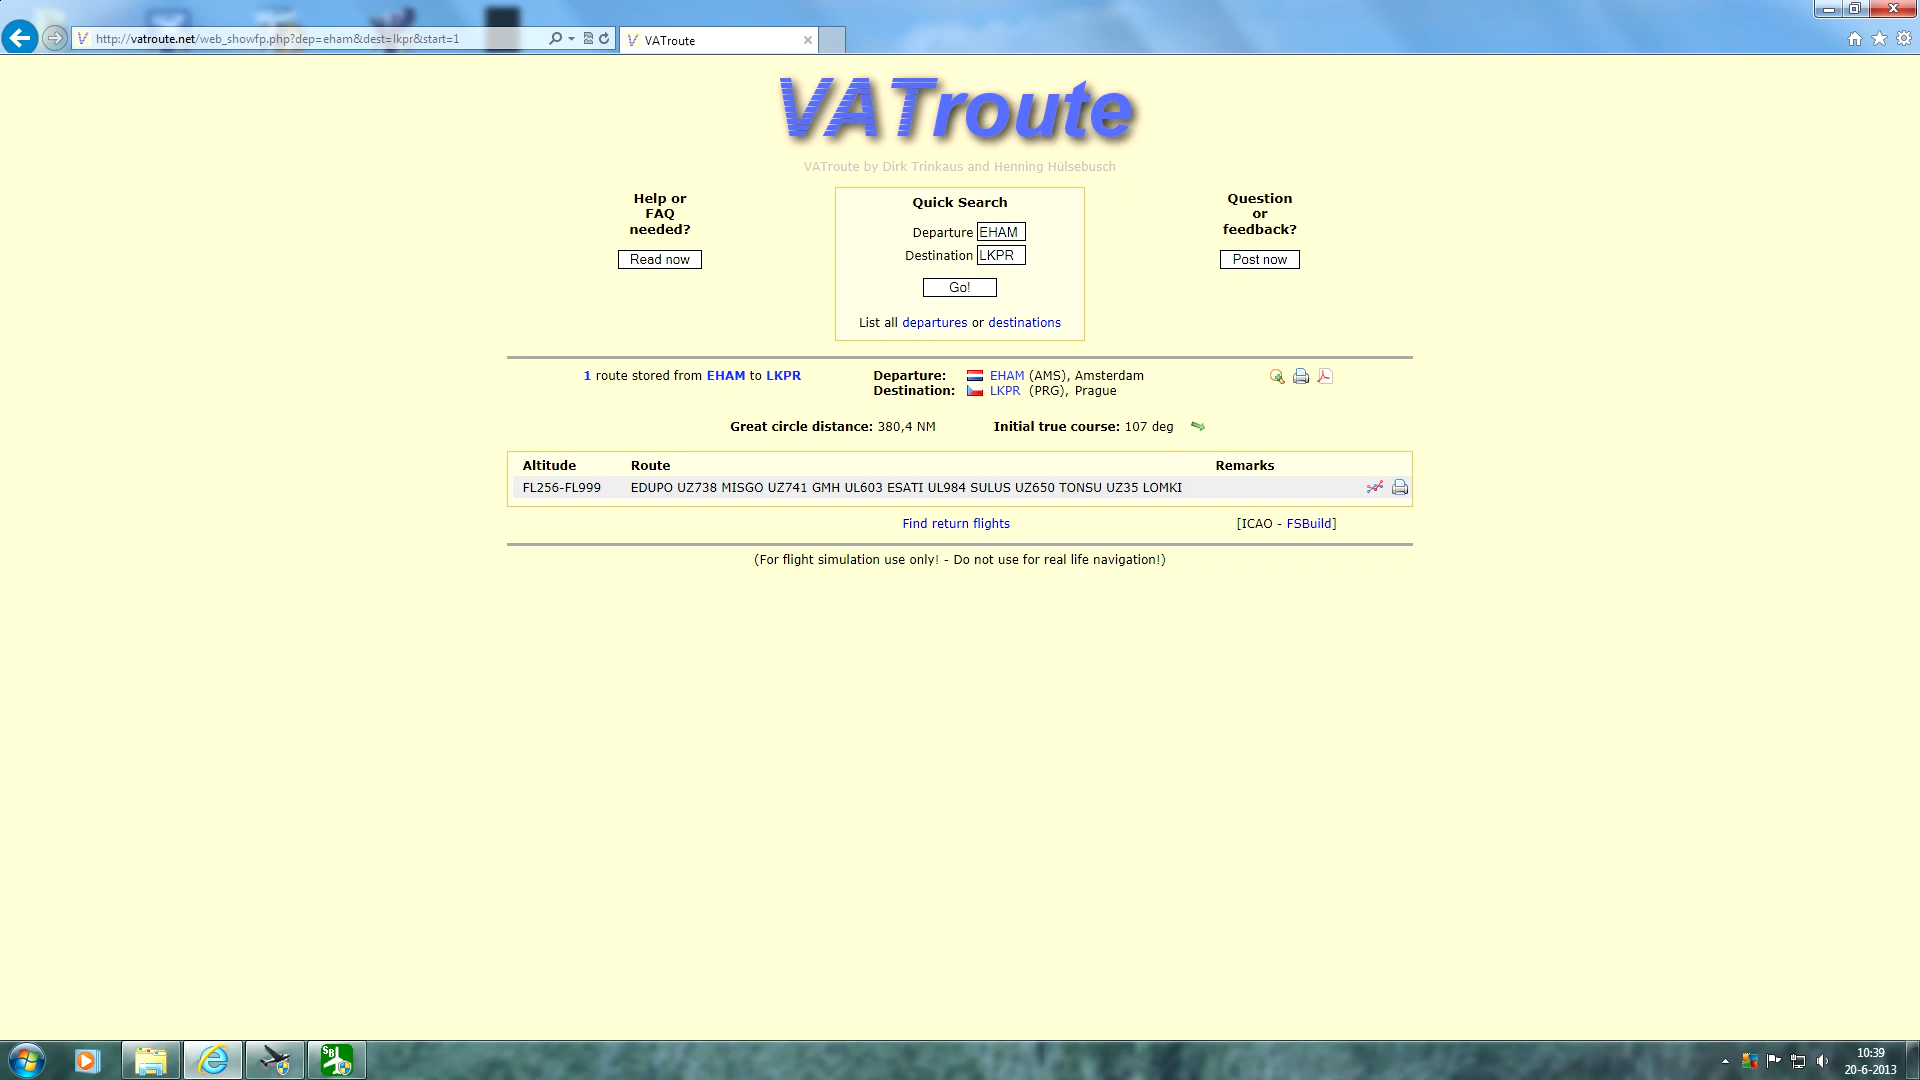 http://vatroute.net/web_showfp.php?dep=eham&dest=lkpr&start=1
VATroute
VATroute
VATroute by Dirk Trinkaus and Henning Hülsebusch
Help or
FAQ
needed?
Read now
Quick Search
Departure EHAM
Destination LKPR
Go!
List all departures or destinations
Question
or
feedback?
Post now
1 route stored from EHAM to LKPR
Departure: EHAM (AMS), Amsterdam
Destination: LKPR (PRG), Prague
Great circle distance: 380,4 NM Initial true course: 107 deg
Altitude Route Remarks
FL256-FL999 EDUPO UZ738 MISGO UZ741 GMH UL603 ESATI UL984 SULUS UZ650 TONSU UZ35 LOMKI
Find return flights [ICAO - FSBuild]
(For flight simulation use only! - Do not use for real life navigation!)
SB
10:39
20-6-2013